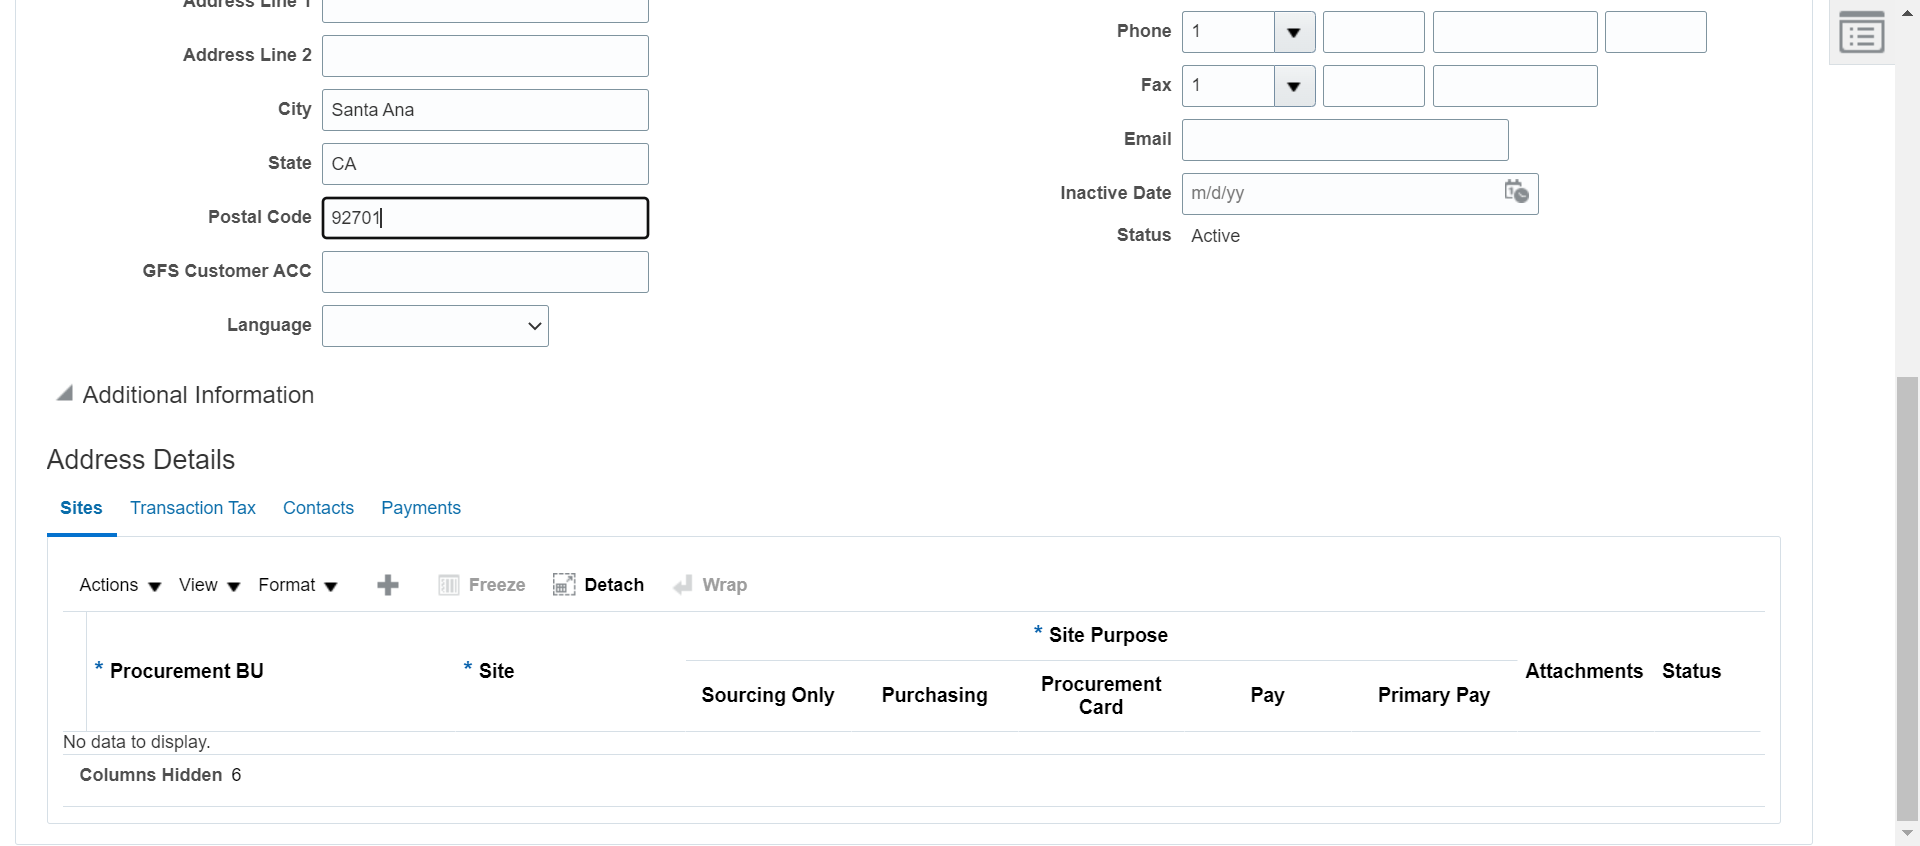 Address Line 1
Address Line 2
City Santa Ana
State CA
Postal Code 92701
GFS Customer ACC
Language
Phone 1
Fax 1
Email
Inactive Date m/d/yy
Status Active
Additional Information
Address Details
Sites Transaction Tax Contacts Payments
Actions View Format Freeze Detach Wrap
* Site Purpose
* Procurement BU * Site Attachments Status
Sourcing Only Purchasing Procurement Card Pay Primary Pay
No data to display.
Columns Hidden 6